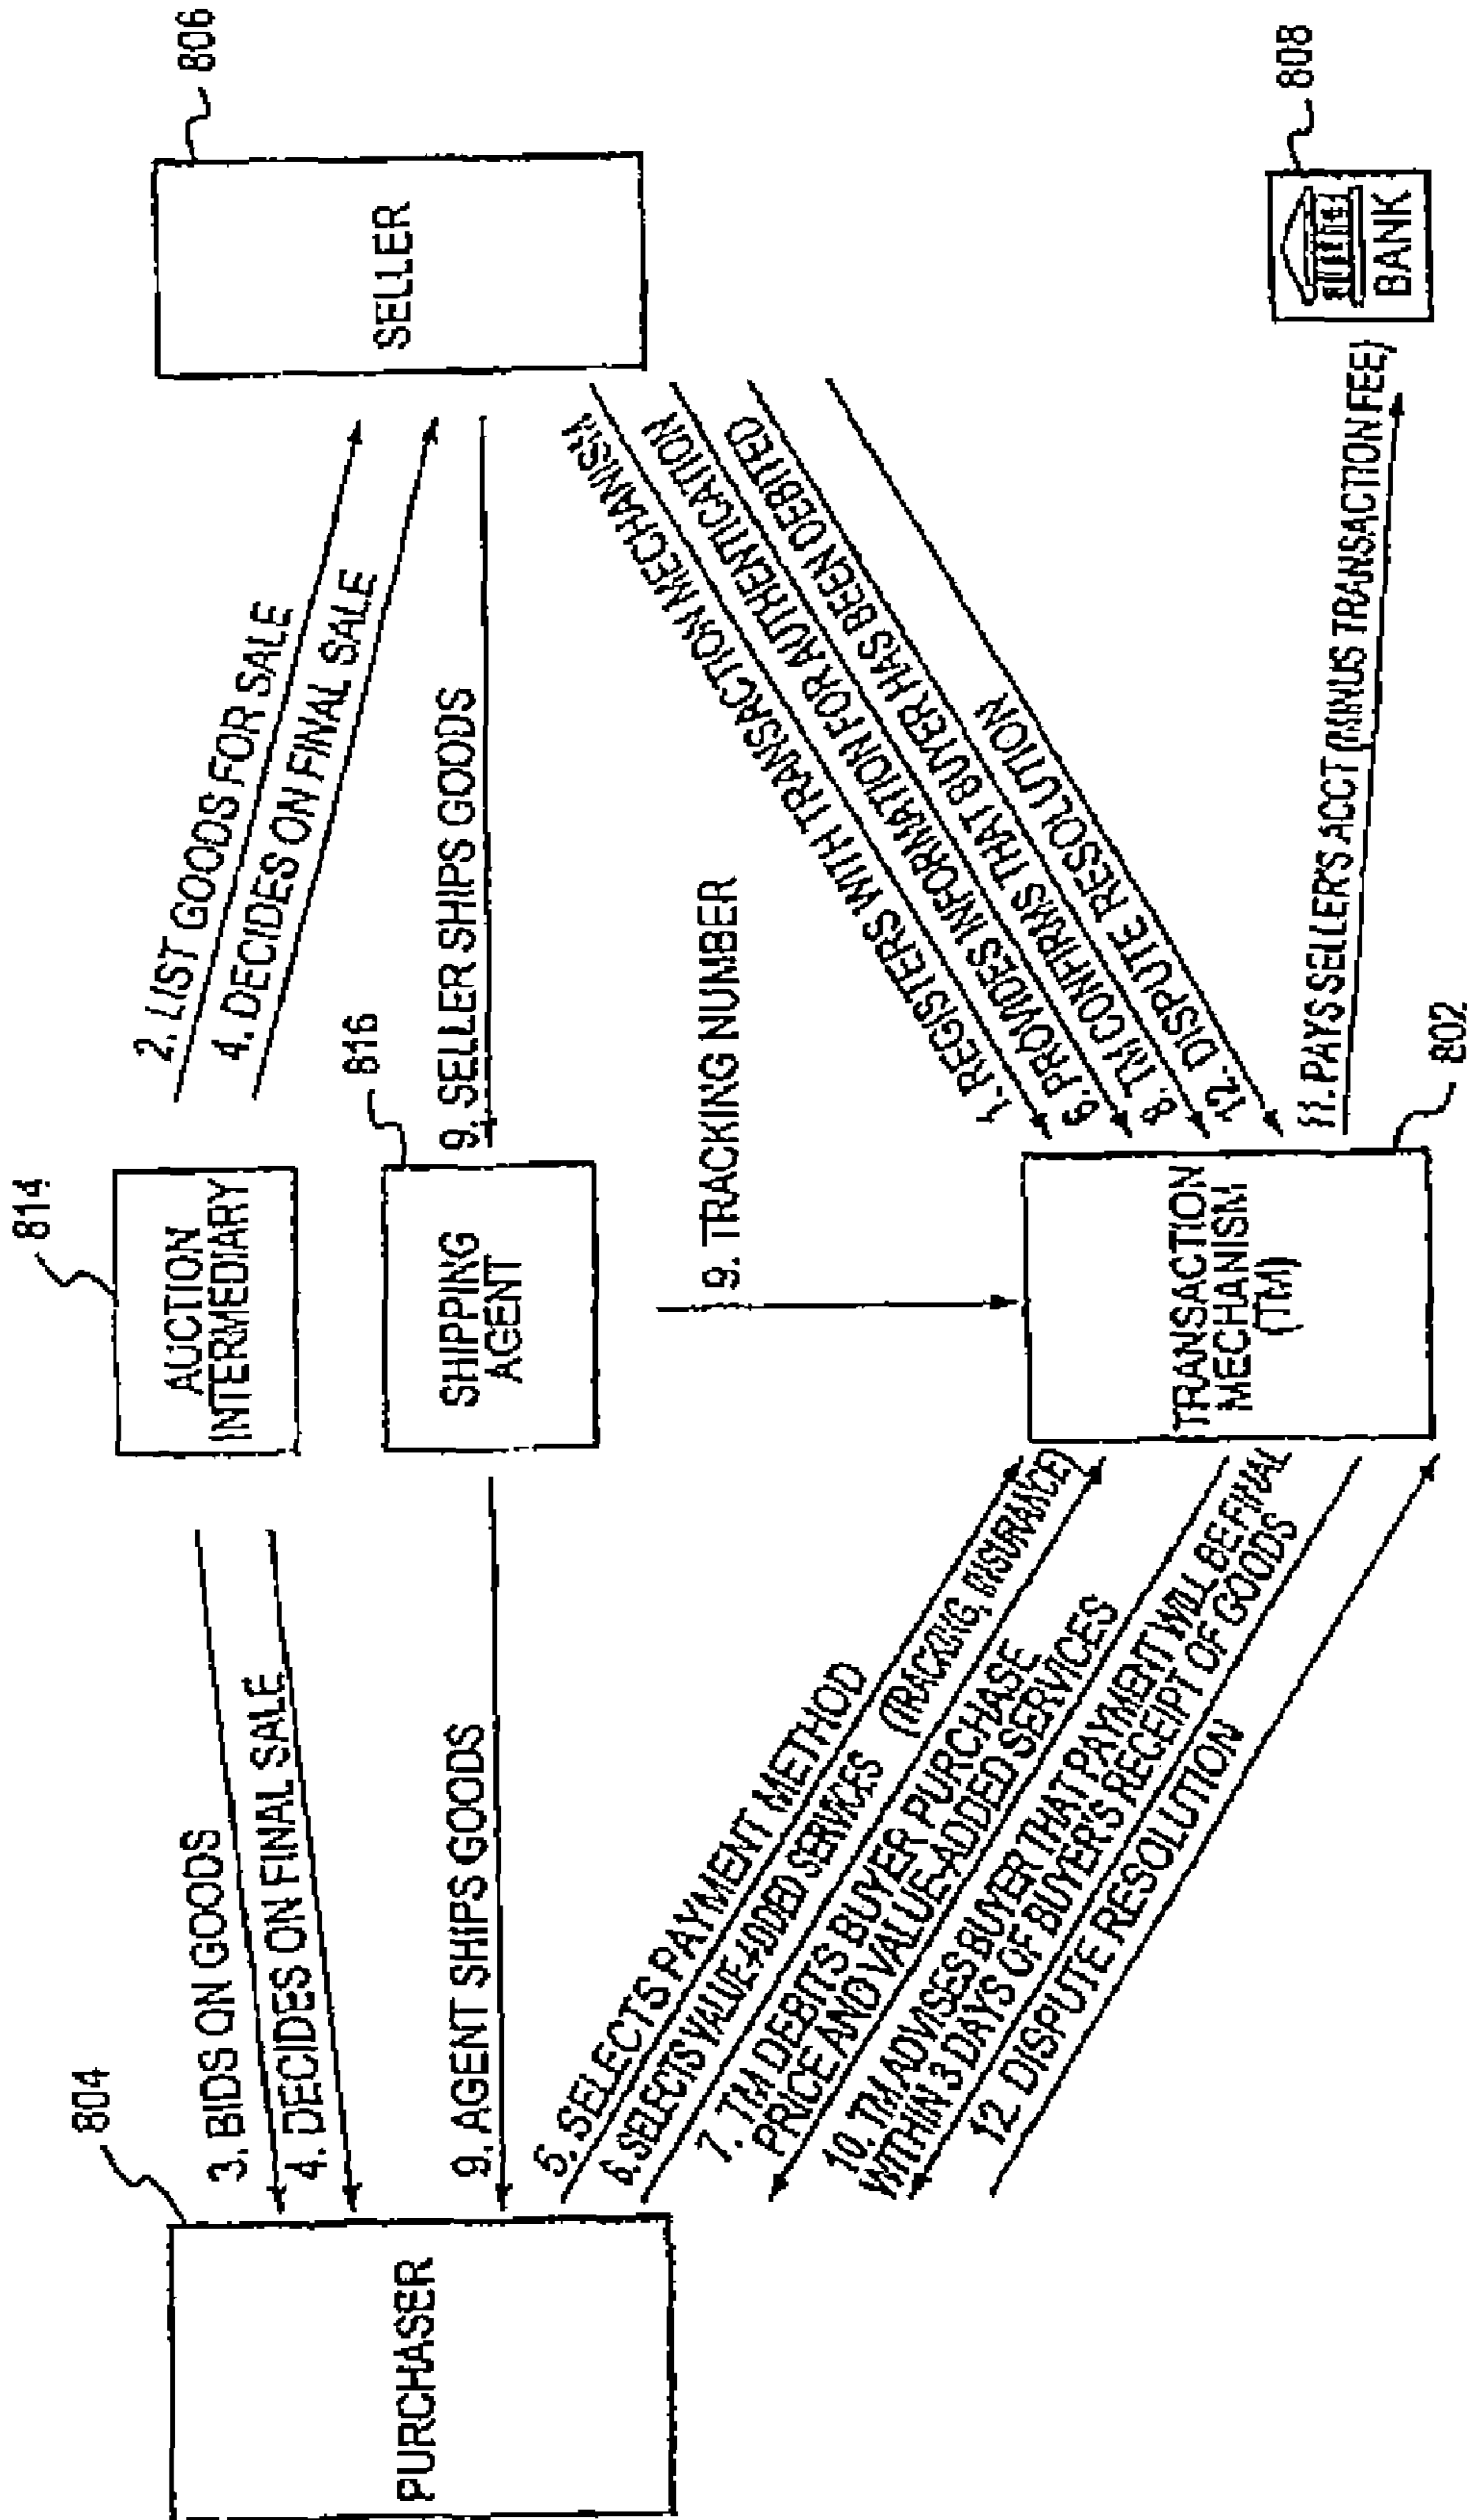 804
PURCHASER
3. BIDS ON GOODS
4. DECIDES ON FINAL SALE
9. AGENT SHIPS GOODS
814
AUCTION
INTERMEDIARY
816
SHIPPING
AGENT
2. LIST GOODS FOR SALE
4. DECIDES ON FINAL SALE
9. SELLER SHIPS GOODS
806
SELLER
9. TRACKING NUMBER
5. SELECTS PAYMENT METHOD
6. SELECTS VALUE-ADDED SERVICES (TRACKING, INSURANCE)
7. TM DEBITS BUYER PURCHASE
PRICE AND VALUE-ADDED SERVICES
10. TM ADVISES BUYER THAT PAYMENT WILL BE FINAL
WITHIN 3 DAYS OF BUYER'S RECEIPT OF GOODS
12. DISPUTE RESOLUTION
TRANSACTION
MECHANISM
(TM)
802
1. REGISTERS WITH TRANSACTION MECHANISM
6. PROVIDES INFORMATION FOR AUTHENTICATION
8. TM CONFIRMS THAT BUYER HAS BEEN DEBITED
12. DISPUTE RESOLUTION
11. PAYS SELLER'S ACCT (MINUS TRANSACTION FEE)
808
BANK